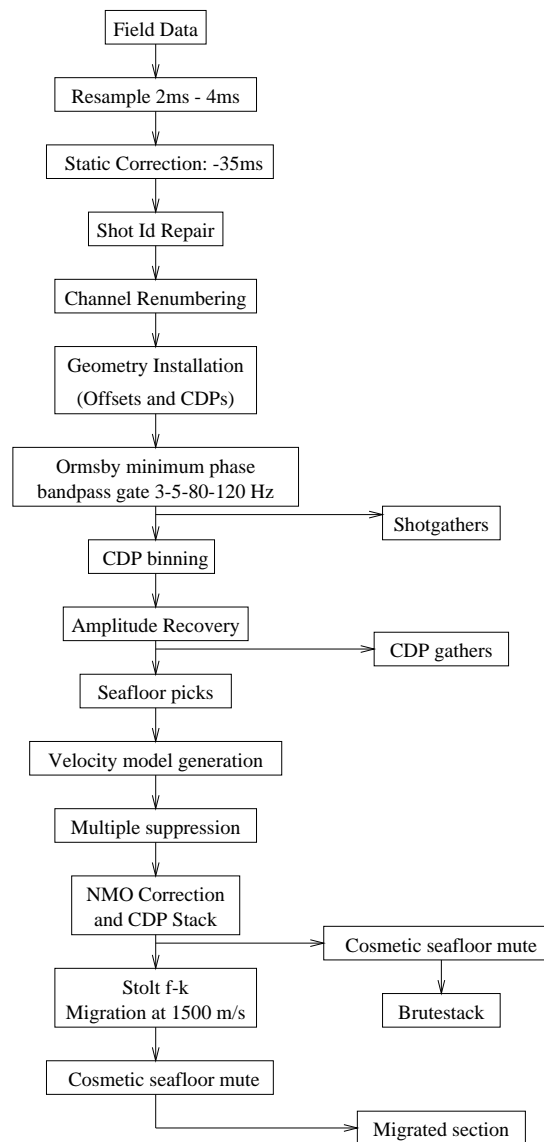 Field Data
Resample 2ms - 4ms
Static Correction: -35ms
Shot Id Repair
Channel Renumbering
Geometry Installation
(Offsets and CDPs)
Ormsby minimum phase
bandpass gate 3-5-80-120 Hz
Shotgathers
CDP binning
Amplitude Recovery
CDP gathers
Seafloor picks
Velocity model generation
Multiple suppression
NMO Correction
and CDP Stack
Cosmetic seafloor mute
Stolt f-k
Migration at 1500 m/s
Brutestack
Cosmetic seafloor mute
Migrated section